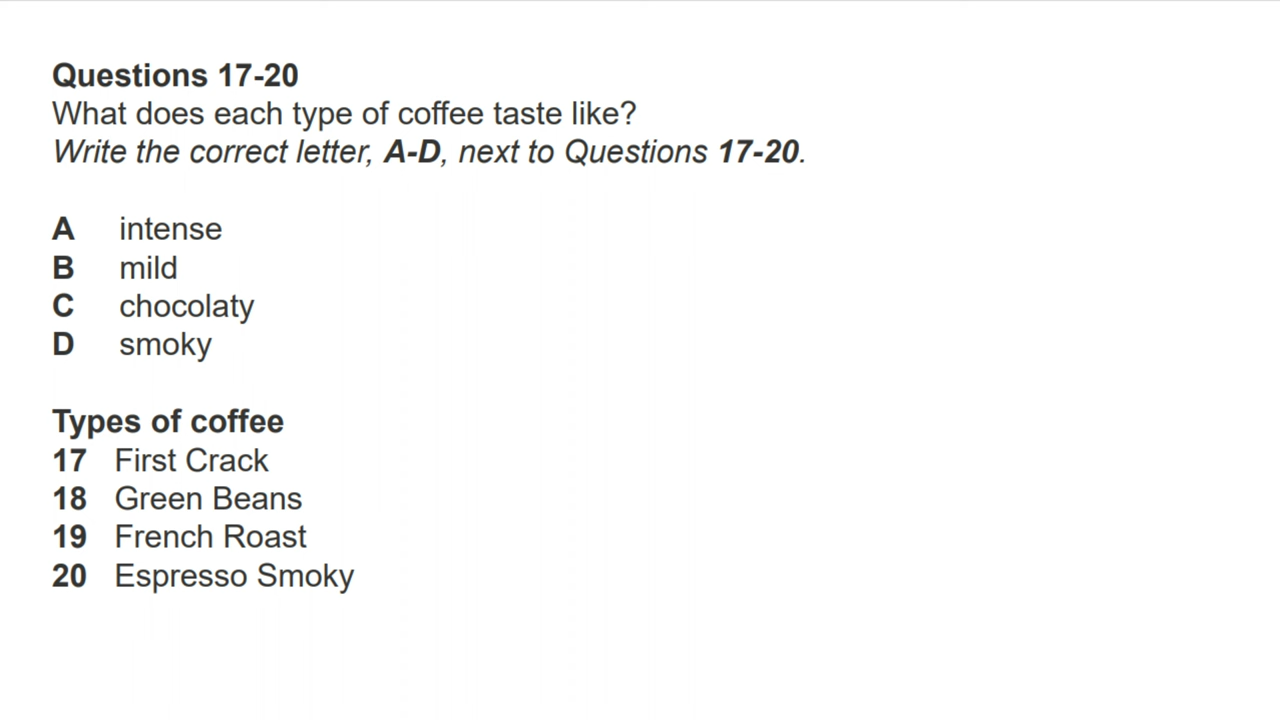 Questions 17-20
What does each type of coffee taste like?
Write the correct letter, A-D, next to Questions 17-20.
A intense
B mild
C chocolaty
D smoky
Types of coffee
17 First Crack
18 Green Beans
19 French Roast
20 Espresso Smoky